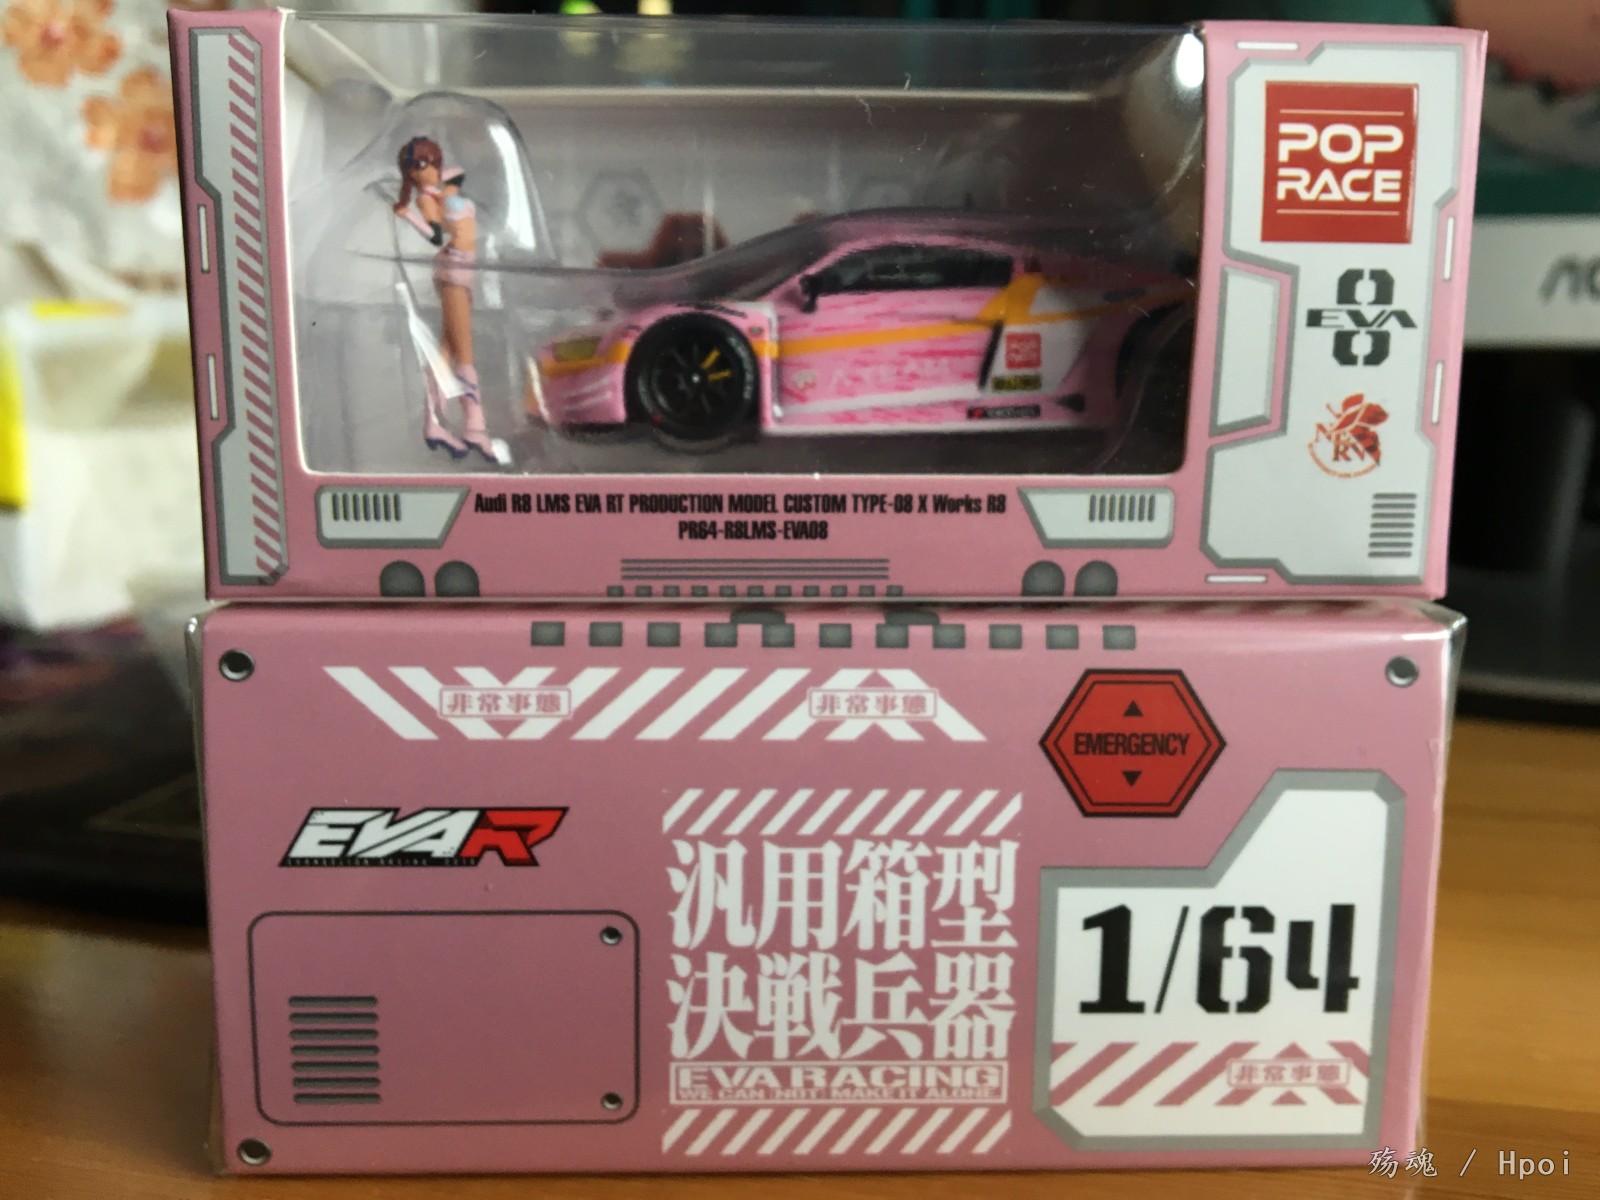 POP
RACE
EVA
NERV
Audi R8 LMS EVA RT PRODUCTION MODEL CUSTOM TYPE-08 X Works R8
PR64-R8LMS-EVA08
非常事態
非常事態
EMERGENCY
EVAR
汎用箱型
決戦兵器
EVA RACING
WE CAN (NOT) MAKE IT ALONE.
1/64
非常事態
殇魂 / Hpoi